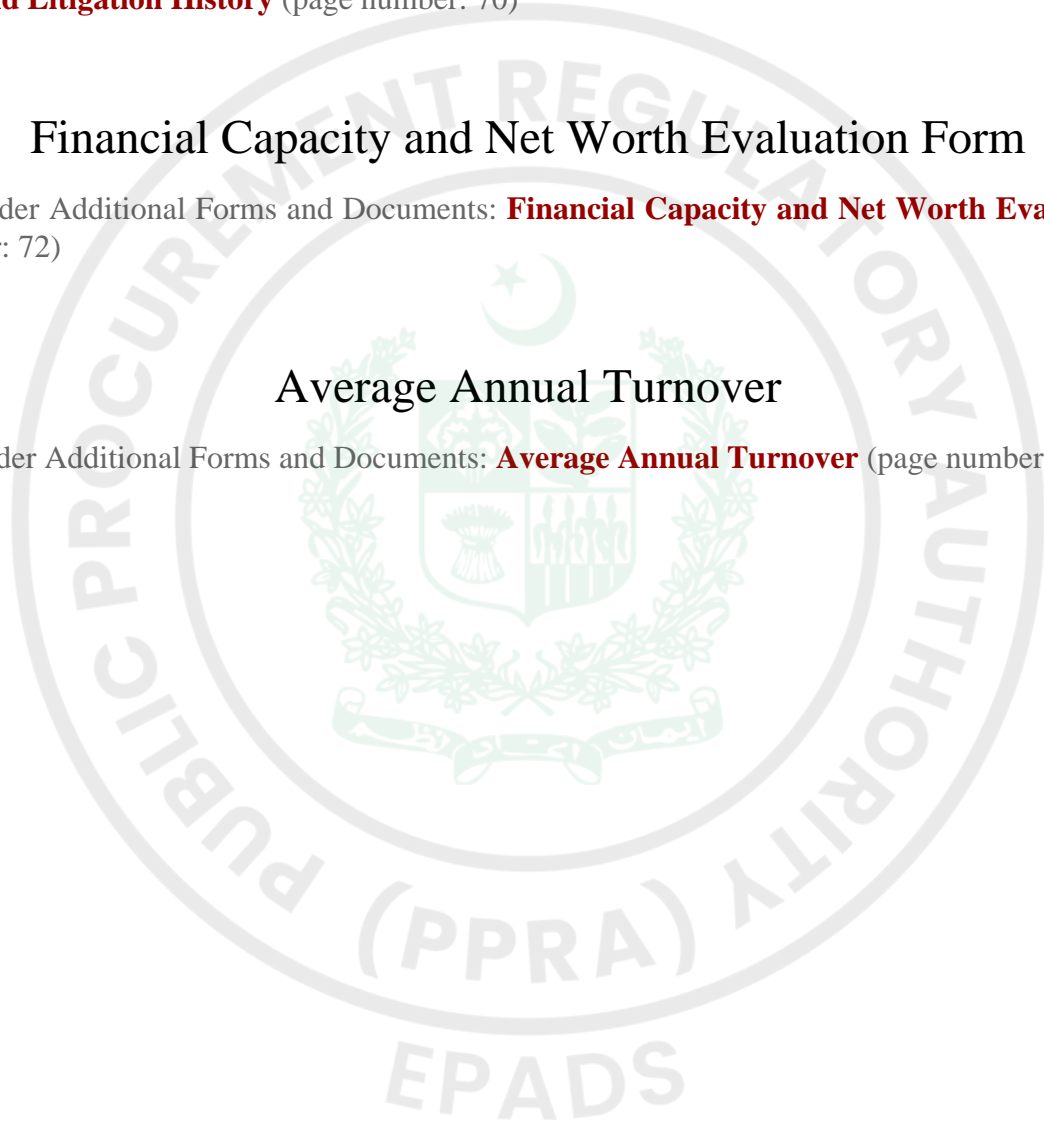 d Litigation History (page number: 70)
Financial Capacity and Net Worth Evaluation Form
der Additional Forms and Documents: Financial Capacity and Net Worth Eva
: 72)
Average Annual Turnover
der Additional Forms and Documents: Average Annual Turnover (page number
PUBLIC PROCUREMENT REGULATORY AUTHORITY
(PPRA)
EPADS